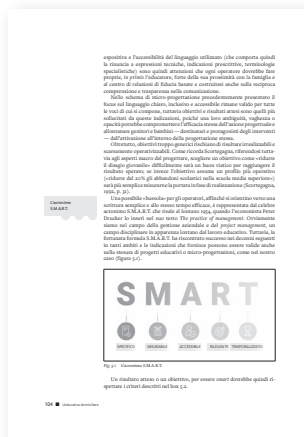 espositive e l'accessibilità del linguaggio utilizzato (che comporta quindi
la rinuncia a espressioni tecniche, indicazioni prescrittive, terminologie
specialistiche) sono quindi attenzioni che ogni operatore dovrebbe fare
proprie, in primis l'educatore, forte della sua prossimità con la famiglia e
al centro di relazioni di fiducia basate e costruitesi anche sulla reciproca
comprensione e trasparenza nella comunicazione.
Nello schema di micro-progettazione precedentemente presentato il
focus sul linguaggio chiaro, inclusivo e accessibile rimane valido per tutte
le voci di cui si compone, tuttavia obiettivi e risultati attesi sono quelli più
sollecitati da queste indicazioni, poiché una loro ambiguità, vaghezza o
opacità potrebbe compromettere l'efficacia stessa dell'azione progettuale e
allontanare genitori e bambini — destinatari e protagonisti degli interventi
— dall'attivazione all'interno della stessa progettazione.
Oltretutto, obiettivi troppo generici rischiano di risultare irrealizzabili e
scarsamente operativizzabili. Come ricorda Scortegagna, riferendosi tutta-
via agli aspetti macro del progettare, scegliere un obiettivo come «ridurre
il disagio giovanile» difficilmente sarà un buon viatico per raggiungere il
risultato sperato; se invece l'obiettivo assume un profilo più operativo
(«ridurre del 20% gli abbandoni scolastici nella scuola media superiore»)
sarà più semplice misurarne la portata in fase di realizzazione (Scortegagna,
1992, p. 31).
Una possibile «bussola» per gli operatori, affinché si orientino verso una
scrittura semplice e allo stesso tempo efficace, è rappresentata dal celebre
acronimo S.M.A.R.T. che risale al lontano 1954, quando l'economista Peter
Drucker lo inserì nel suo testo The practice of management. Ovviamente
siamo nel campo della gestione aziendale e del project management, un
campo disciplinare in apparenza lontano dal lavoro educativo. Tuttavia, la
fortunata formula S.M.A.R.T. ha riscontrato successo nei decenni seguenti
in tanti ambiti e le indicazioni che fornisce possono essere valide anche
nella stesura di progetti educativi o micro-progettazioni, come nel nostro
caso (figura 5.1).
L'acronimo
S.M.A.R.T.
SMART
SPECIFICO
MISURABILE
ACCESSIBILE
RILEVANTE
TEMPORALIZZATO
Fig. 5.1 L'acronimo S.M.A.R.T.
Un risultato atteso o un obiettivo, per essere smart dovrebbe quindi ri-
spettare i criteri descritti nel box 5.2.
104 ■ L'educativa domiciliare